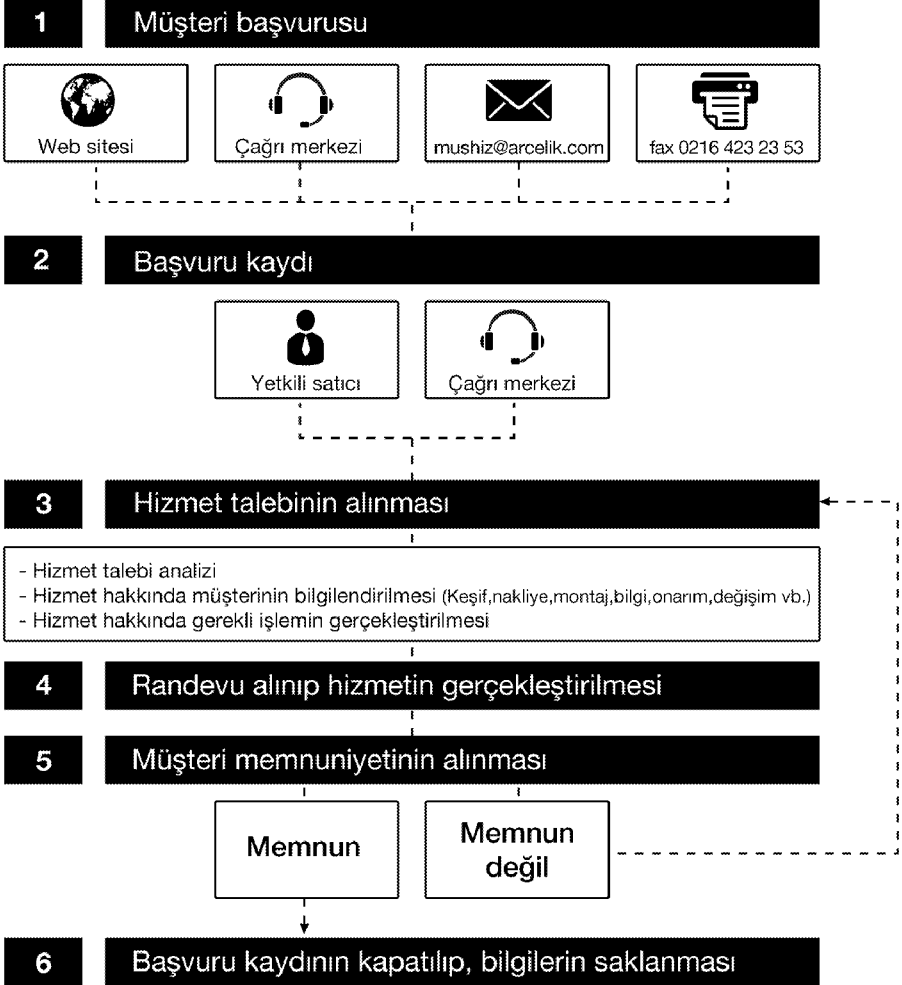 1 Müşteri başvurusu
Web sitesi
Çağrı merkezi
mushiz@arcelik.com
fax 0216 423 23 53
2 Başvuru kaydı
Yetkili satıcı
Çağrı merkezi
3 Hizmet talebinin alınması
- Hizmet talebi analizi
- Hizmet hakkında müşterinin bilgilendirilmesi (Keşif,nakliye,montaj,bilgi,onarım,değişim vb.)
- Hizmet hakkında gerekli işlemin gerçekleştirilmesi
4 Randevu alınıp hizmetin gerçekleştirilmesi
5 Müşteri memnuniyetinin alınması
Memnun
Memnun
değil
6 Başvuru kaydının kapatılıp, bilgilerin saklanması